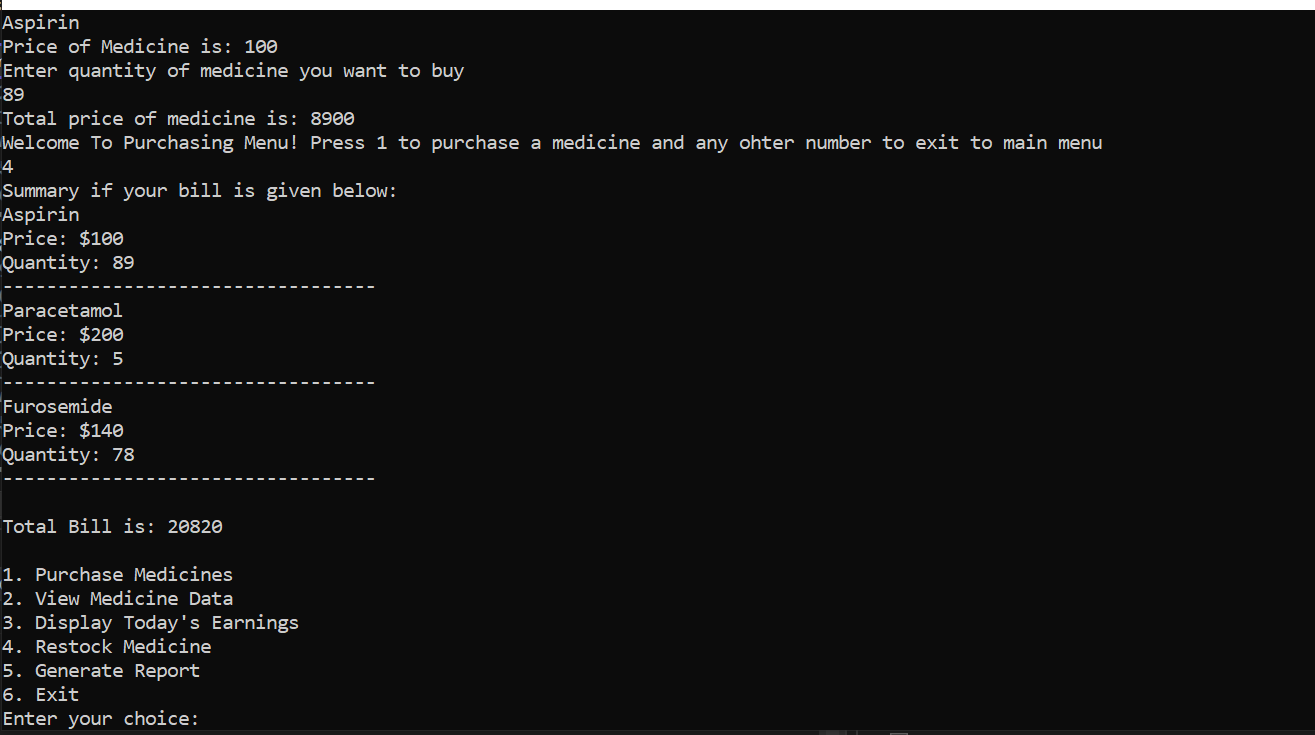 Aspirin
Price of Medicine is: 100
Enter quantity of medicine you want to buy
89
Total price of medicine is: 8900
Welcome To Purchasing Menu! Press 1 to purchase a medicine and any ohter number to exit to main menu
4
Summary if your bill is given below:
Aspirin
Price: $100
Quantity: 89
----------------------------------
Paracetamol
Price: $200
Quantity: 5
----------------------------------
Furosemide
Price: $140
Quantity: 78
----------------------------------
Total Bill is: 20820
1. Purchase Medicines
2. View Medicine Data
3. Display Today's Earnings
4. Restock Medicine
5. Generate Report
6. Exit
Enter your choice: